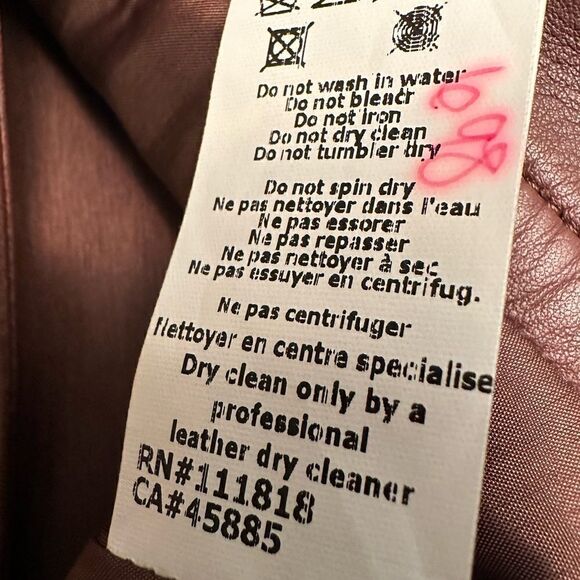 Do not wash in water
Do not bleacr
Do not iron
Do not dry clean
Do not tumbler dry
Do not spin dry
Ne pas nettoyer dans l'eau
Ne pas essorer
Ne pas repasser
Ne pas nettoyer à sec
Ne pas essuyer en centrifug.
Ne pas centrifuger
Nettoyer en centre specialise
Dry clean only by a
professional
leather dry cleaner
RN#111818
CA#45885